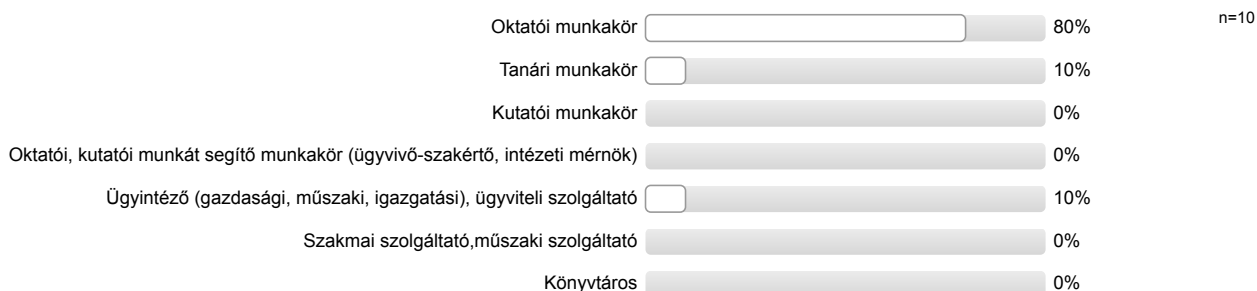 Oktatói munkakör 80% n=10
Tanári munkakör 10%
Kutatói munkakör 0%
Oktatói, kutatói munkát segítő munkakör (ügyvivő-szakértő, intézeti mérnök) 0%
Ügyintéző (gazdasági, műszaki, igazgatási), ügyviteli szolgáltató 10%
Szakmai szolgáltató,műszaki szolgáltató 0%
Könyvtáros 0%